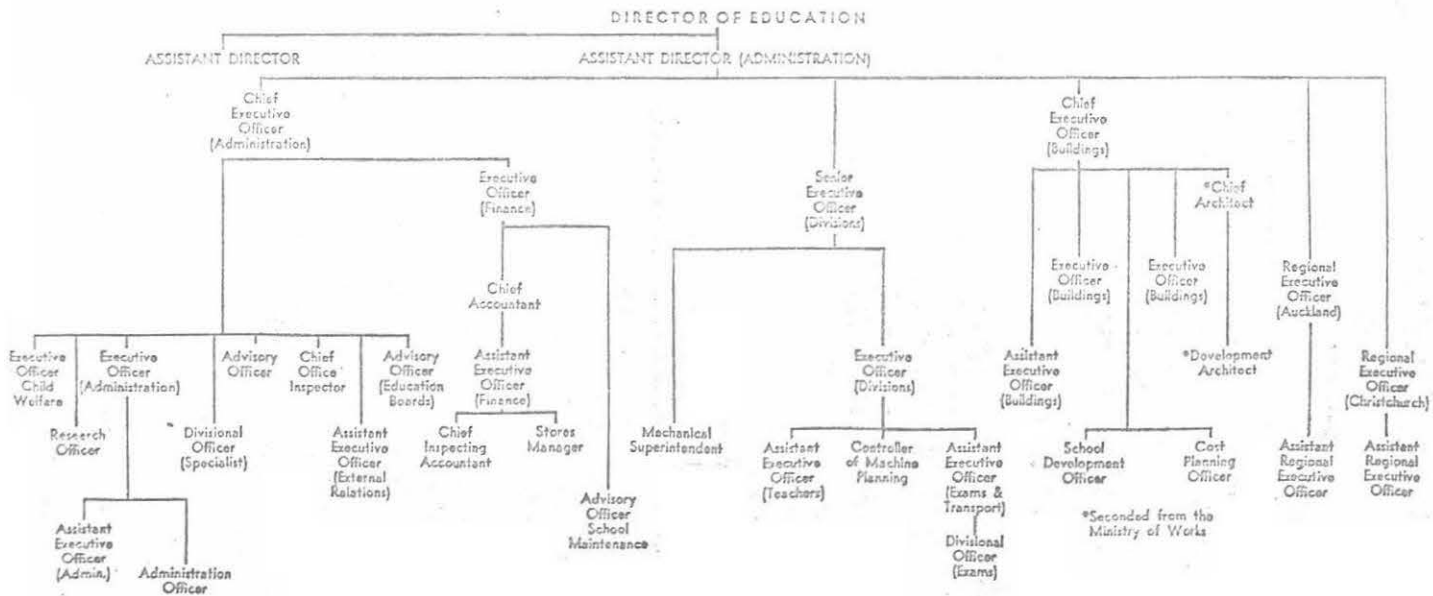 DIRECTOR OF EDUCATION
ASSISTANT DIRECTOR
ASSISTANT DIRECTOR (ADMINISTRATION)
Chief
Executive
Officer
(Administration)
Executive
Officer
(Finance)
Senior
Executive
Officer
(Divisions)
Chief
Executive
Officer
(Buildings)
*Chief
Architect
Executive
Officer
(Buildings)
Executive
Officer
(Buildings)
Regional
Executive
Officer
(Auckland)
Chief
Accountant
Executive
Officer
Child
Welfare
Executive
Officer
(Administration)
Advisory
Officer
Chief
Office
Inspector
Advisory
Officer
(Education
Boards)
Assistant
Executive
Officer
(Finance)
Executive
Officer
(Divisions)
Assistant
Executive
Officer
(Buildings)
*Development
Architect
Regional
Executive
Officer
(Christchurch)
Research
Officer
Divisional
Officer
(Specialist)
Assistant
Executive
Officer
(External
Relations)
Chief
Inspecting
Accountant
Stores
Manager
Mechanical
Superintendent
Assistant
Executive
Officer
(Teachers)
Controller
of Machine
Planning
Assistant
Executive
Officer
(Exams &
Transport)
School
Development
Officer
Cost
Planning
Officer
Assistant
Regional
Executive
Officer
Assistant
Regional
Executive
Officer
Advisory
Officer
School
Maintenance
*Seconded from the
Ministry of Works
Assistant
Executive
Officer
(Admin.)
Administration
Officer
Divisional
Officer
(Exams)